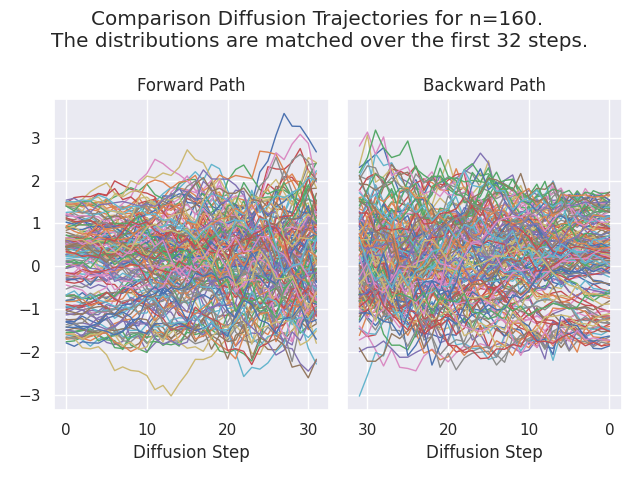 Comparison Diffusion Trajectories for n=160.
The distributions are matched over the first 32 steps.
Forward Path
Backward Path
3
2
1
0
−1
−2
−3
0 10 20 30
30 20 10 0
Diffusion Step
Diffusion Step